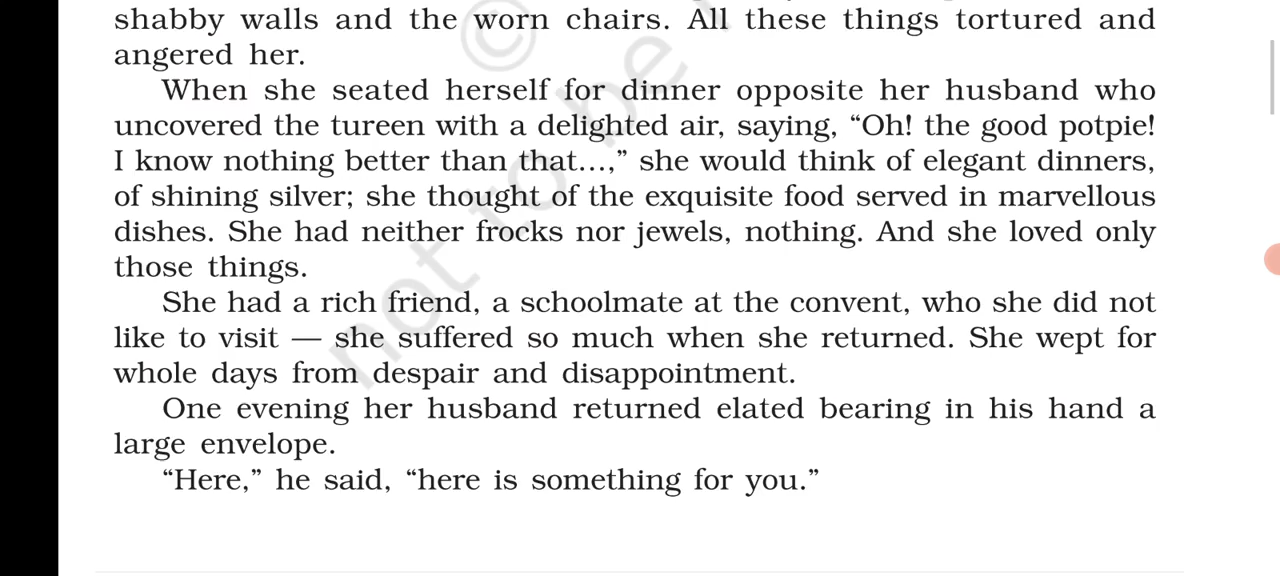 shabby walls and the worn chairs. All these things tortured and
angered her.
When she seated herself for dinner opposite her husband who
uncovered the tureen with a delighted air, saying, “Oh! the good potpie!
I know nothing better than that...,” she would think of elegant dinners,
of shining silver; she thought of the exquisite food served in marvellous
dishes. She had neither frocks nor jewels, nothing. And she loved only
those things.
She had a rich friend, a schoolmate at the convent, who she did not
like to visit — she suffered so much when she returned. She wept for
whole days from despair and disappointment.
One evening her husband returned elated bearing in his hand a
large envelope.
“Here,” he said, “here is something for you.”
© not to be